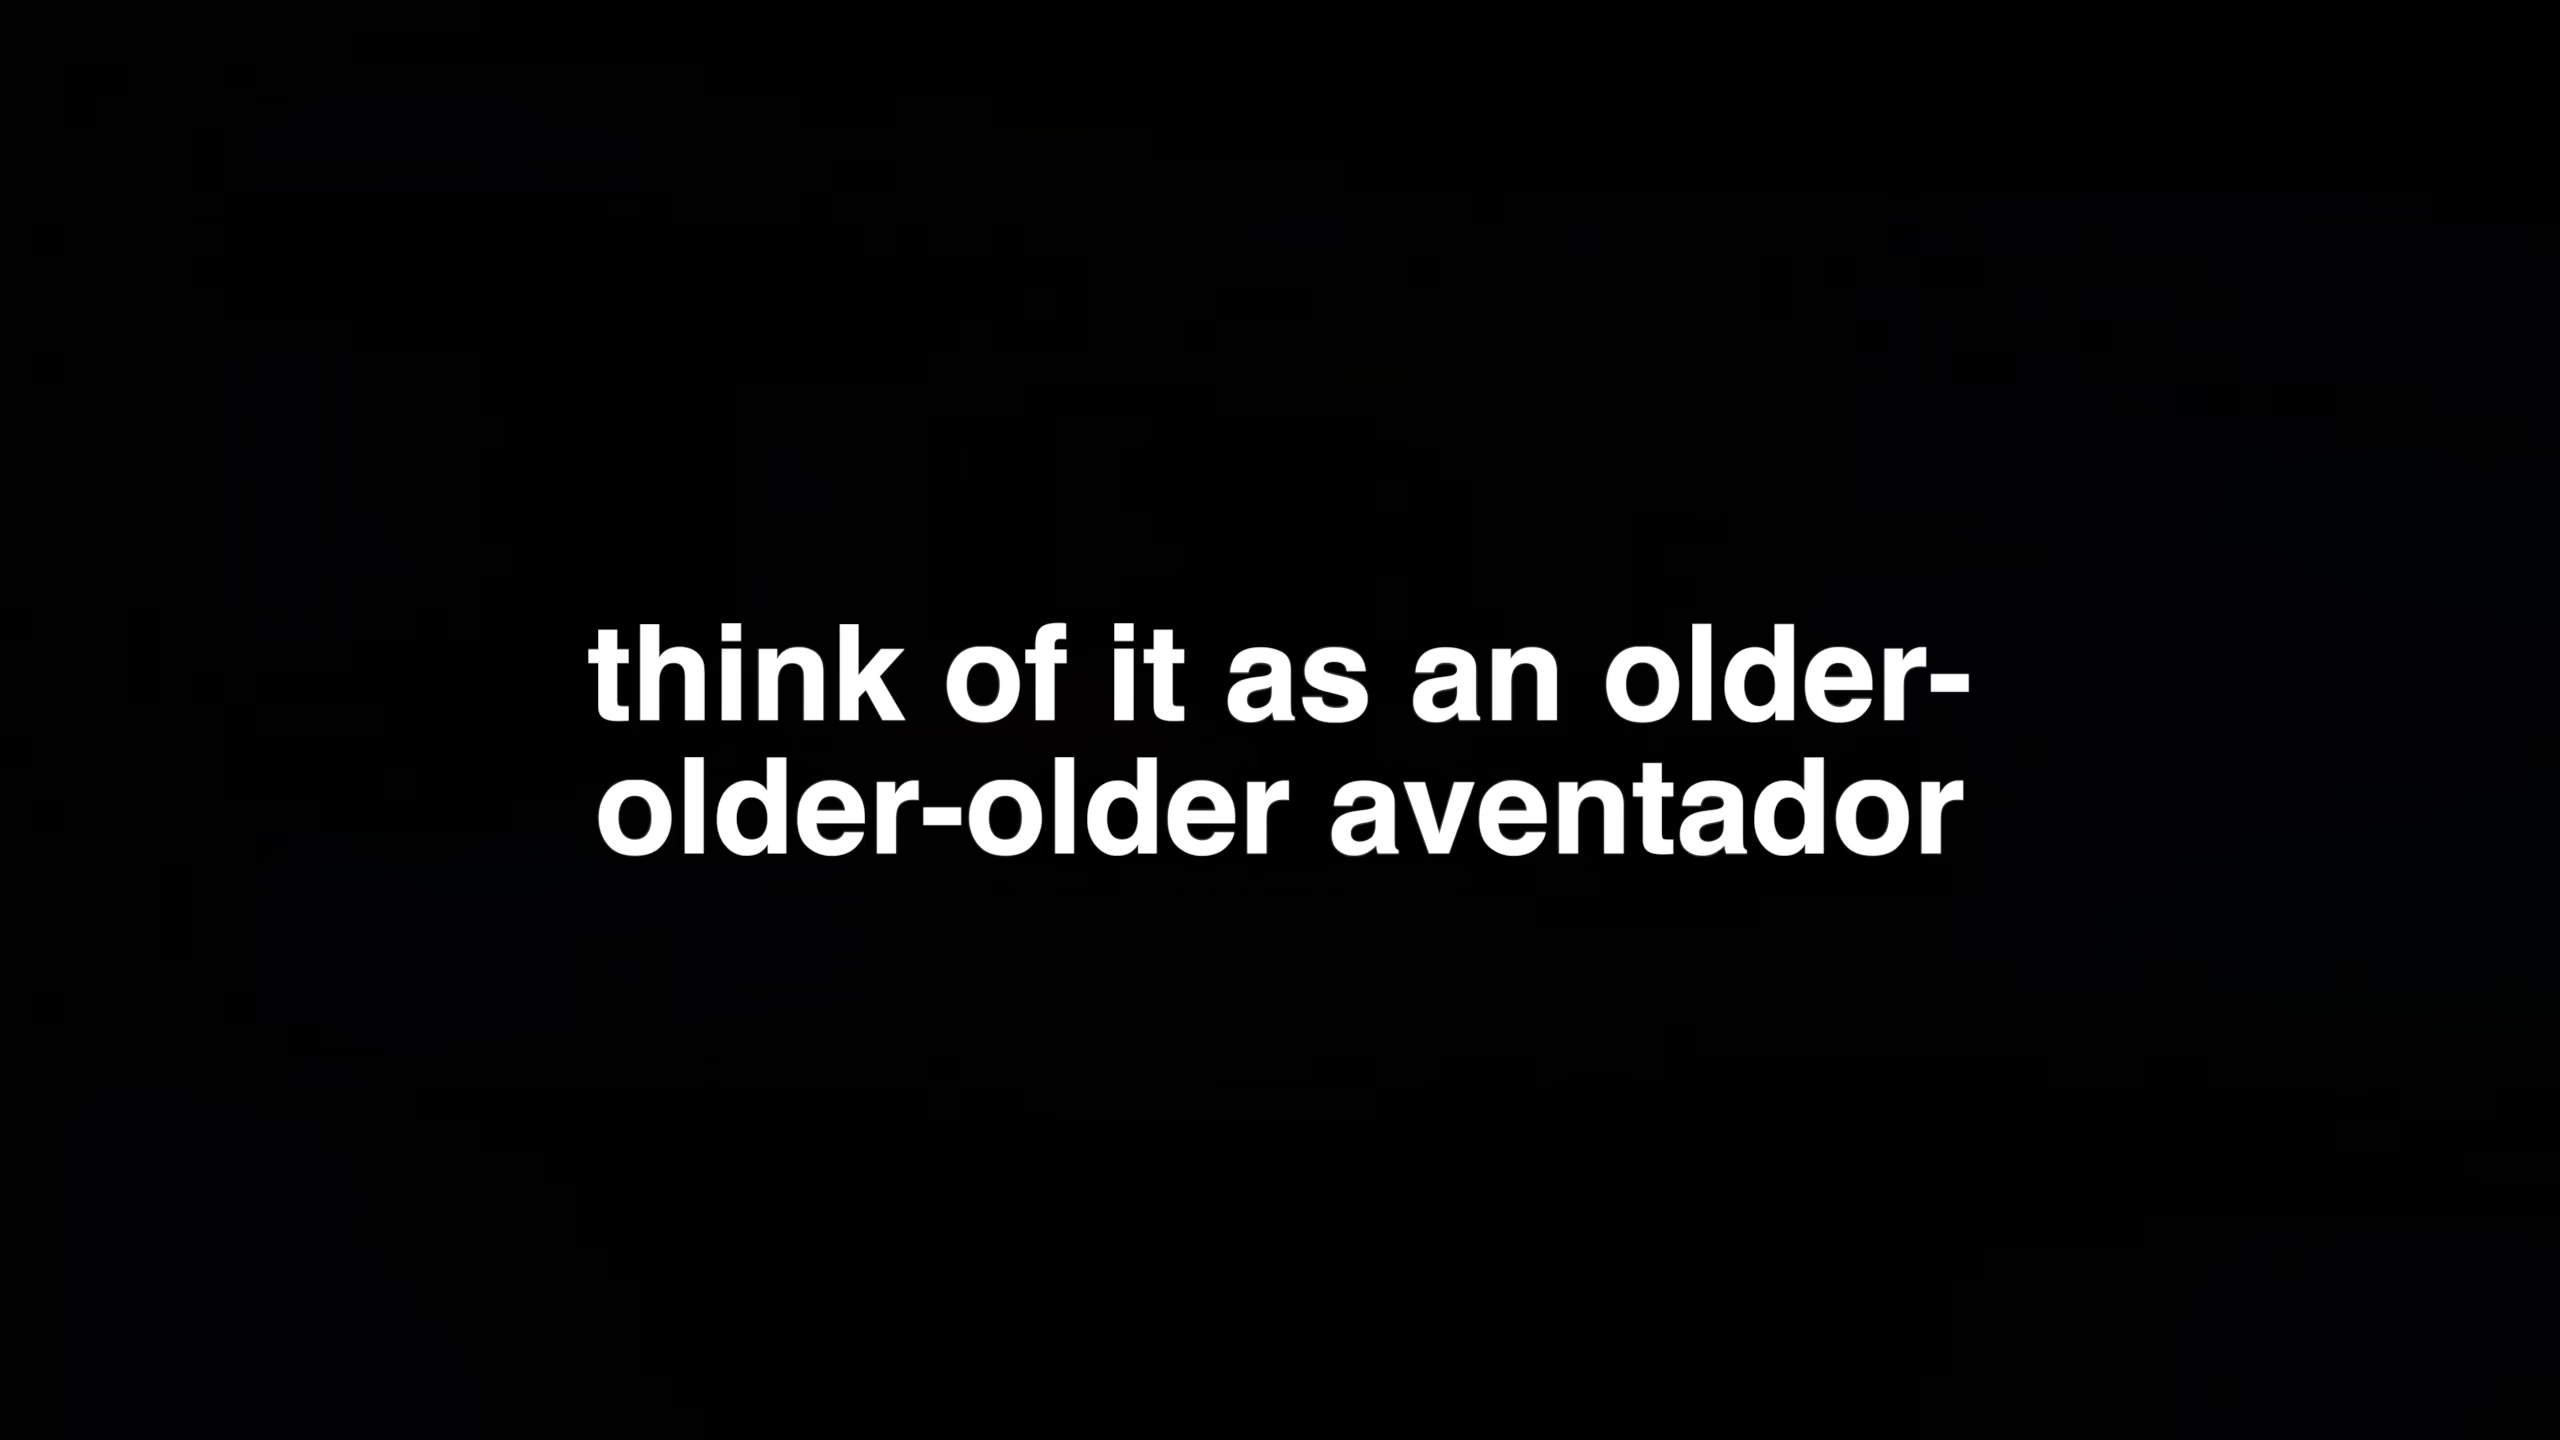 think of it as an older-
older-older aventador